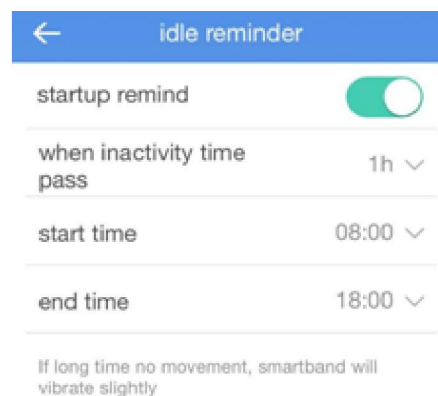 idle reminder
startup remind
when inactivity time
pass
1h
start time
08:00
end time
18:00
If long time no movement, smartband will
vibrate slightly